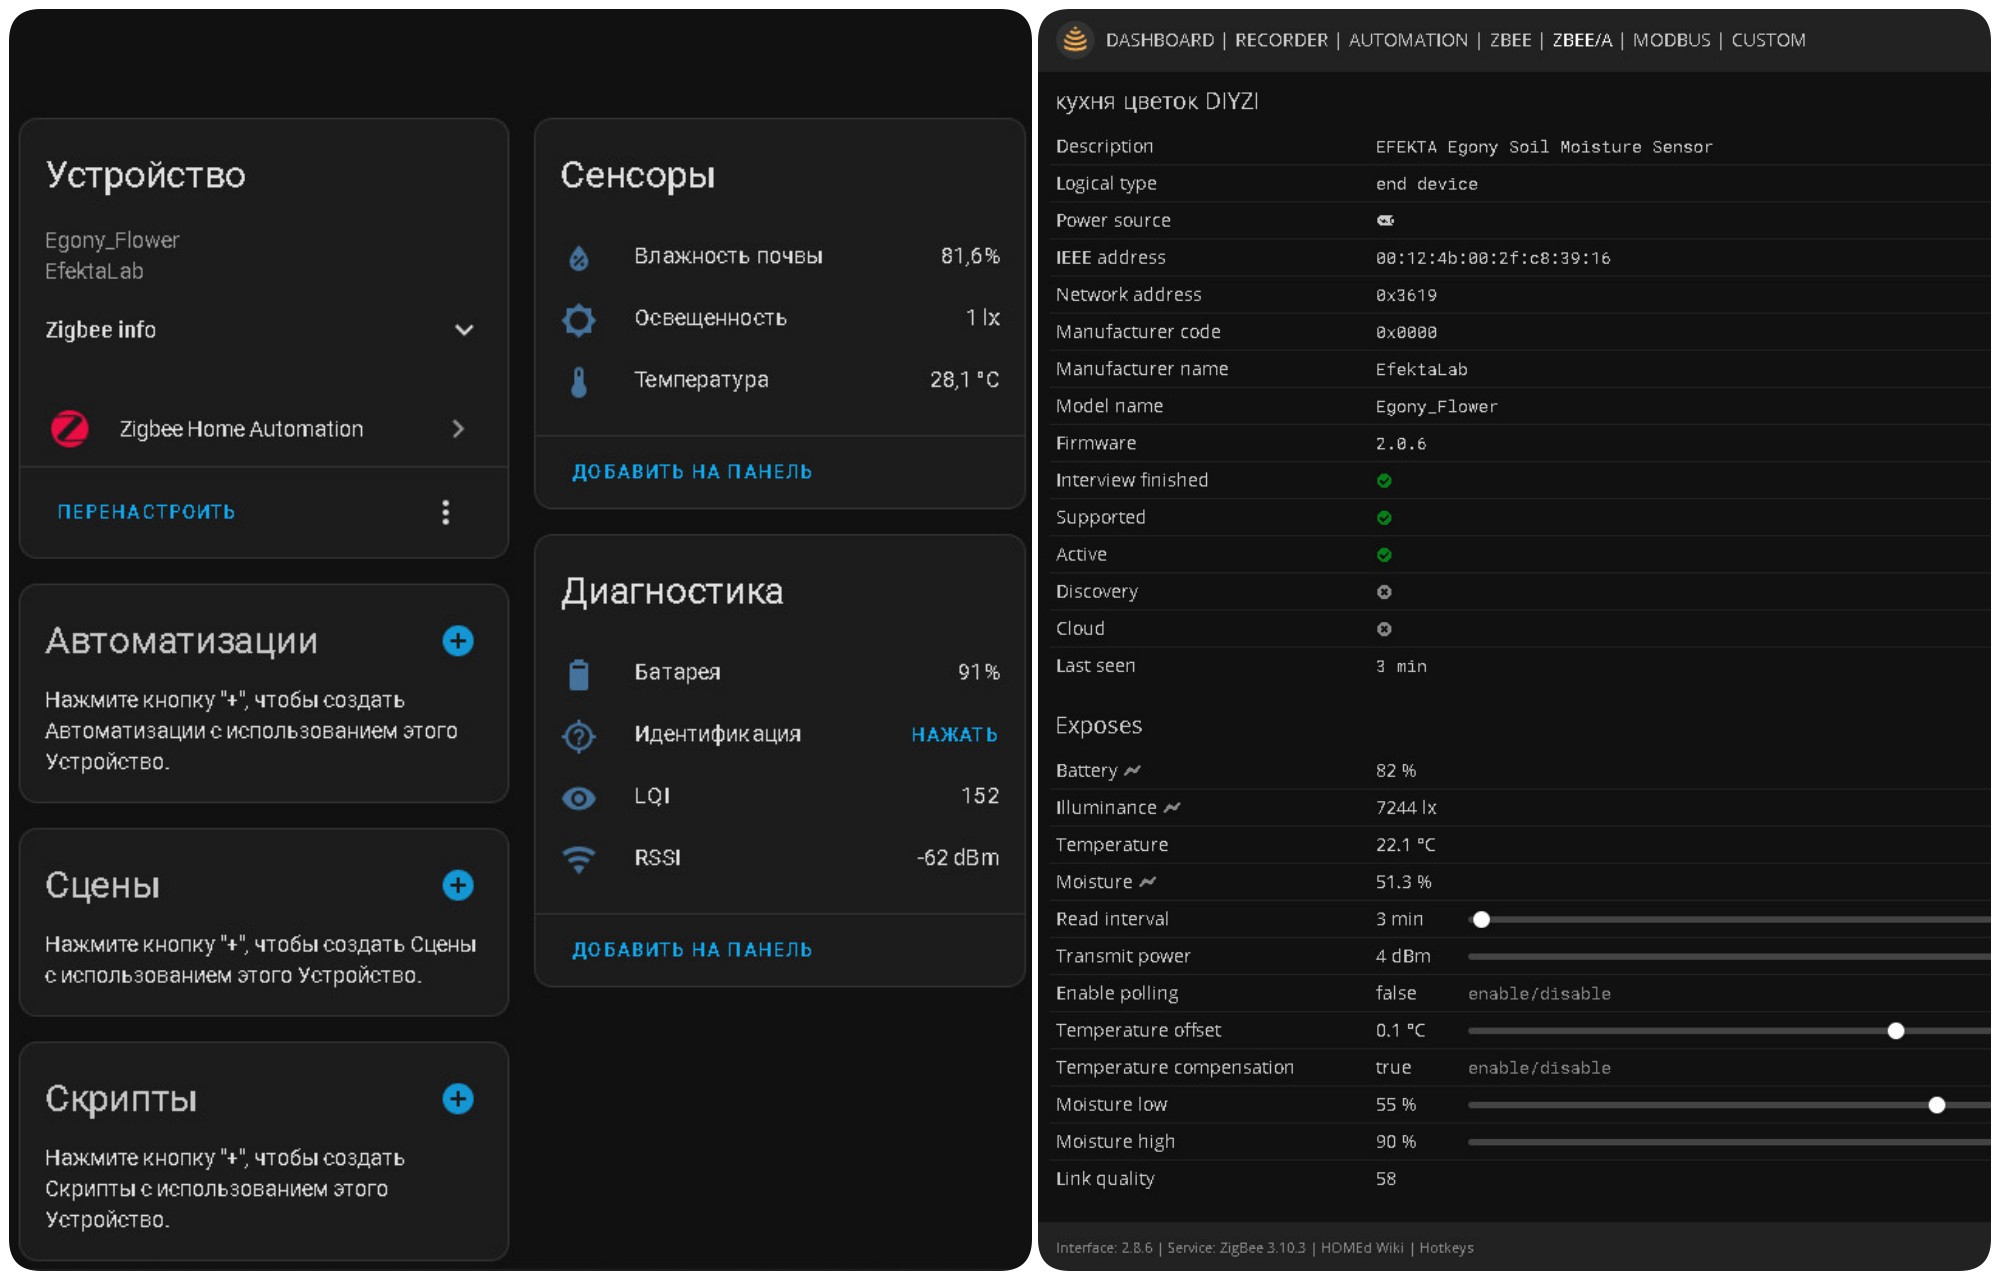 Устройство
Egony_Flower
EfektaLab
Zigbee info
Zigbee Home Automation
ПЕРЕНАСТРОИТЬ
Автоматизации
Нажмите кнопку "+", чтобы создать
Автоматизации с использованием этого
Устройство.
Сцены
Нажмите кнопку "+", чтобы создать Сцены
с использованием этого Устройство.
Скрипты
Нажмите кнопку "+", чтобы создать
Скрипты с использованием этого
Устройство.
Сенсоры
Влажность почвы 81,6%
Освещенность 1 lx
Температура 28,1 °C
ДОБАВИТЬ НА ПАНЕЛЬ
Диагностика
Батарея 91%
Идентификация НАЖАТЬ
LQI 152
RSSI -62 dBm
ДОБАВИТЬ НА ПАНЕЛЬ
DASHBOARD | RECORDER | AUTOMATION | ZBEE | ZBEE/A | MODBUS | CUSTOM
кухня цветок DIYZI
Description EFEKTA Egony Soil Moisture Sensor
Logical type end device
Power source
IEEE address 00:12:4b:00:2f:c8:39:16
Network address 0x3619
Manufacturer code 0x0000
Manufacturer name EfektaLab
Model name Egony_Flower
Firmware 2.0.6
Interview finished
Supported
Active
Discovery
Cloud
Last seen 3 min
Exposes
Battery 82 %
Illuminance 7244 lx
Temperature 22.1 °C
Moisture 51.3 %
Read interval 3 min
Transmit power 4 dBm
Enable polling false enable/disable
Temperature offset 0.1 °C
Temperature compensation true enable/disable
Moisture low 55 %
Moisture high 90 %
Link quality 58
Interface: 2.8.6 | Service: ZigBee 3.10.3 | HOMEd Wiki | Hotkeys